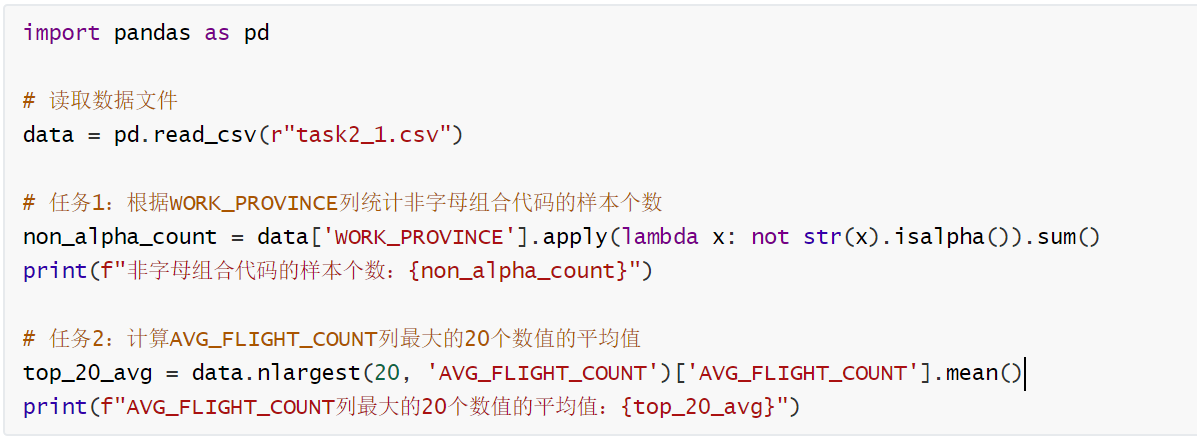 import pandas as pd
# 读取数据文件
data = pd.read_csv(r"task2_1.csv")
# 任务1：根据WORK_PROVINCE列统计非字母组合代码的样本个数
non_alpha_count = data['WORK_PROVINCE'].apply(lambda x: not str(x).isalpha()).sum()
print(f"非字母组合代码的样本个数：{non_alpha_count}")
# 任务2：计算AVG_FLIGHT_COUNT列最大的20个数值的平均值
top_20_avg = data.nlargest(20, 'AVG_FLIGHT_COUNT')['AVG_FLIGHT_COUNT'].mean()
print(f"AVG_FLIGHT_COUNT列最大的20个数值的平均值：{top_20_avg}")